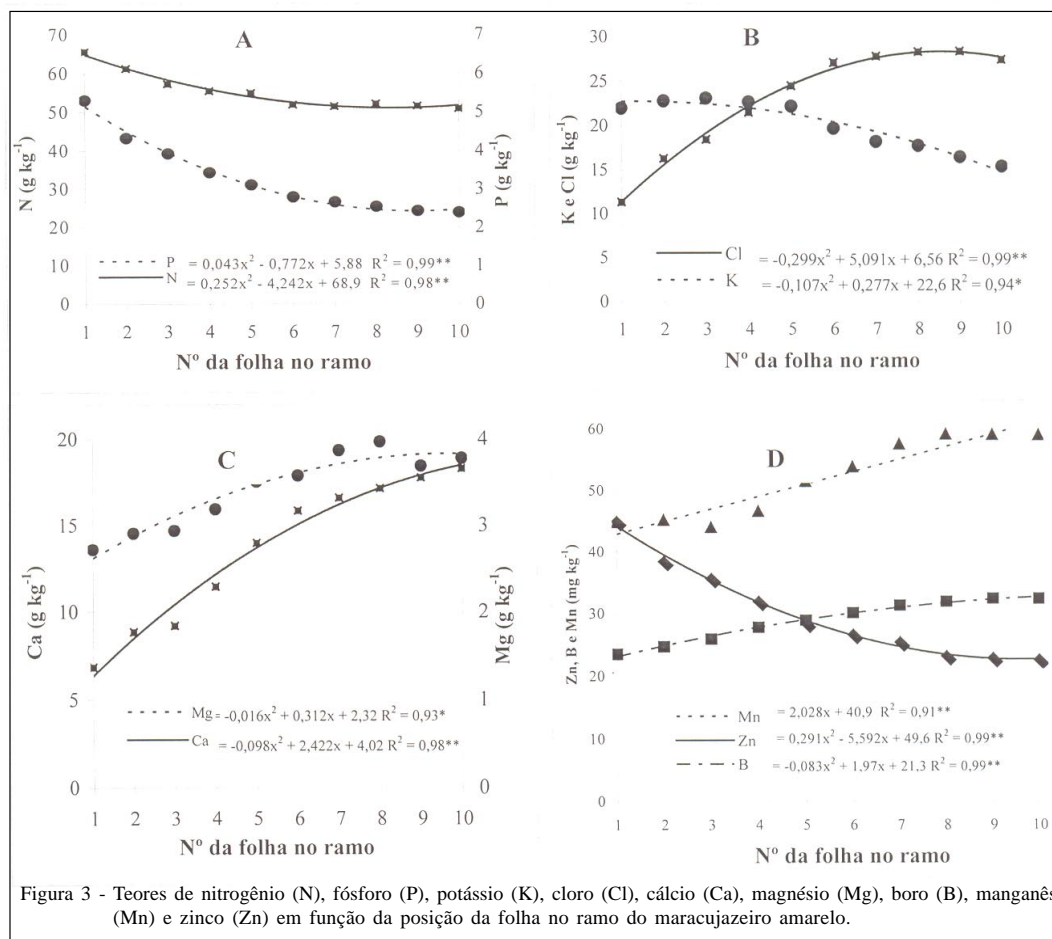 A
70
60
50
40
30
20
10
0
N (g kg-1)
7
6
5
4
3
2
1
0
P (g kg-1)
P = 0,043x2 - 0,772x + 5,88 R2 = 0,99**
N = 0,252x2 - 4,242x + 68,9 R2 = 0,98**
1 2 3 4 5 6 7 8 9 10
Nº da folha no ramo
B
30
25
20
15
10
5
0
K e Cl (g kg-1)
Cl = -0,299x2 + 5,091x + 6,56 R2 = 0,99**
K = -0,107x2 + 0,277x + 22,6 R2 = 0,94*
1 2 3 4 5 6 7 8 9 10
Nº da folha no ramo
C
20
15
10
5
0
Ca (g kg-1)
4
3
2
1
0
Mg (g kg-1)
Mg = -0,016x2 + 0,312x + 2,32 R2 = 0,93*
Ca = -0,098x2 + 2,422x + 4,02 R2 = 0,98**
1 2 3 4 5 6 7 8 9 10
Nº da folha no ramo
D
60
50
40
30
20
10
0
Zn, B e Mn (mg kg-1)
Mn = 2,028x + 40,9 R2 = 0,91**
Zn = 0,291x2 - 5,592x + 49,6 R2 = 0,99**
B = -0,083x2 + 1,97x + 21,3 R2 = 0,99**
1 2 3 4 5 6 7 8 9 10
Nº da folha no ramo
Figura 3 - Teores de nitrogênio (N), fósforo (P), potássio (K), cloro (Cl), cálcio (Ca), magnésio (Mg), boro (B), manganês
(Mn) e zinco (Zn) em função da posição da folha no ramo do maracujazeiro amarelo.